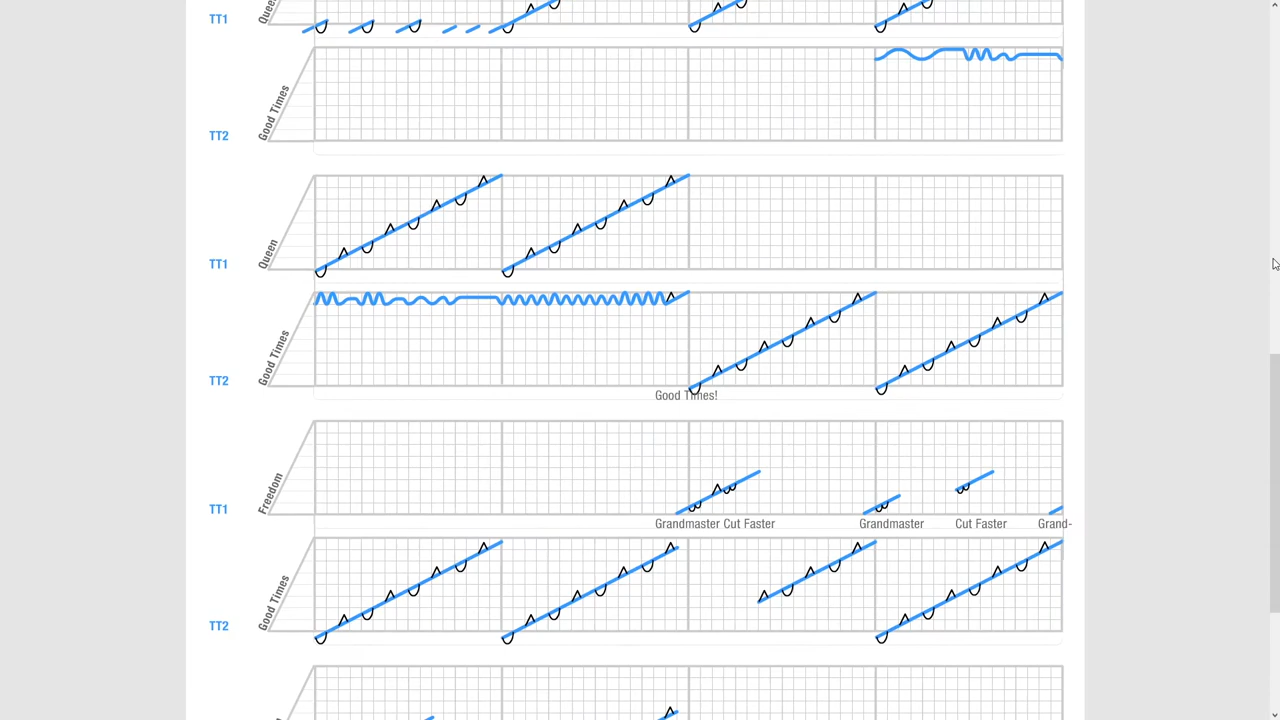 TT1
TT2 Good Times
TT1 Queen
TT2 Good Times
Good Times!
TT1 Freedom
Grandmaster Cut Faster Grandmaster Cut Faster Grand-
TT2 Good Times